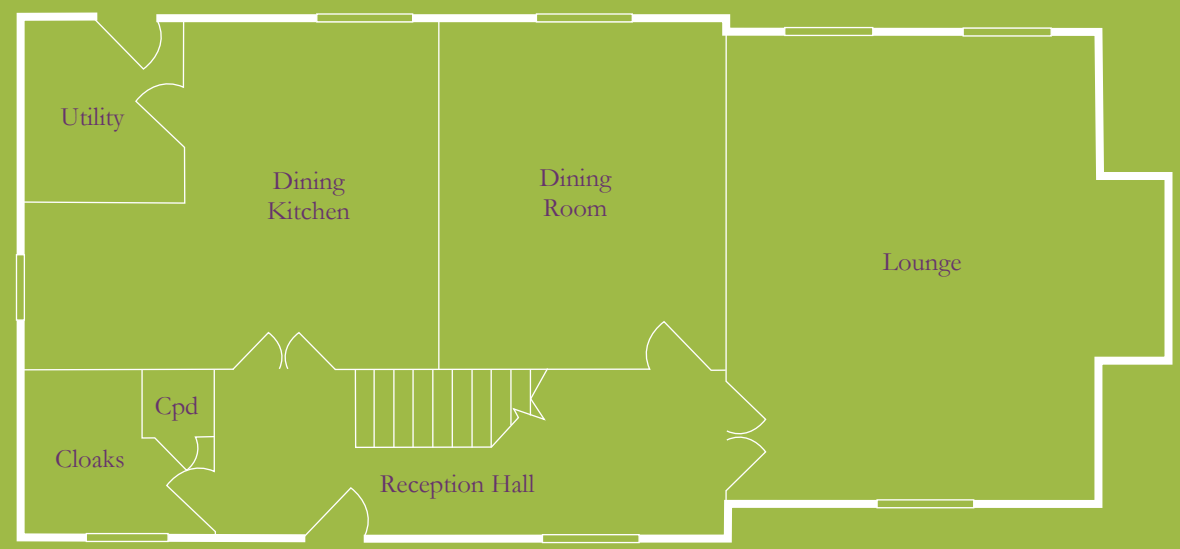 Utility
Dining
Kitchen
Dining
Room
Lounge
Cpd
Cloaks
Reception Hall